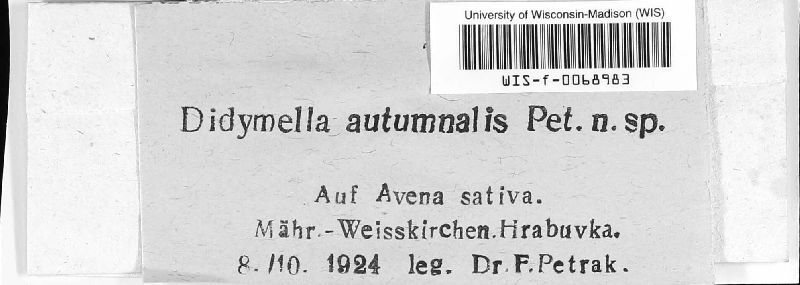 University of Wisconsin-Madison (WIS)
WIS-f-0068983
Didymella autumnalis Pet. n. sp.
Auf Avena sativa.
Mähr.-Weisskirchen.Hrabuvka.
8./10. 1924 leg. Dr.F.Petrak.